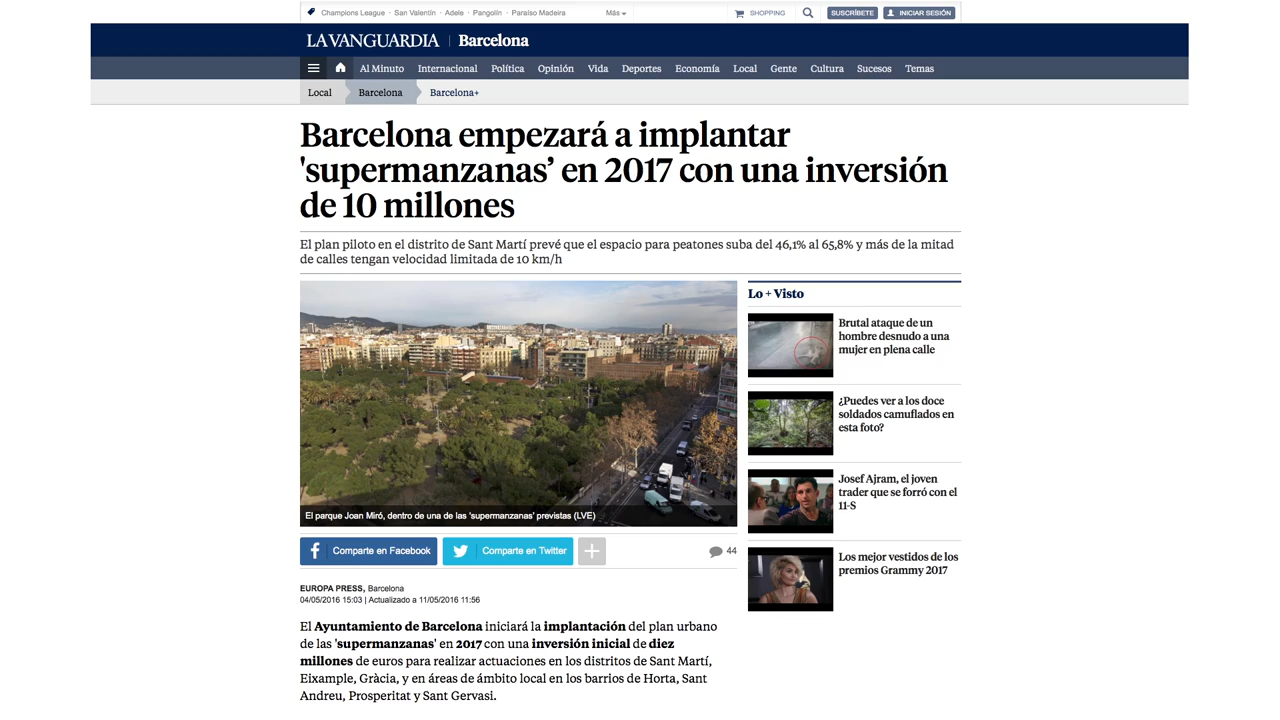 Champions League · San Valentín · Adele · Pangolín · Paraíso Madeira Más SHOPPING SUSCRÍBETE INICIAR SESIÓN
LA VANGUARDIA | Barcelona
Al Minuto Internacional Política Opinión Vida Deportes Economía Local Gente Cultura Sucesos Temas
Local Barcelona Barcelona+
Barcelona empezará a implantar
'supermanzanas’ en 2017 con una inversión
de 10 millones
El plan piloto en el distrito de Sant Martí prevé que el espacio para peatones suba del 46,1% al 65,8% y más de la mitad
de calles tengan velocidad limitada de 10 km/h
El parque Joan Miró, dentro de una de las 'supermanzanas' previstas (LVE)
Comparte en Facebook Comparte en Twitter + 44
EUROPA PRESS, Barcelona
04/05/2016 15:03 | Actualizado a 11/05/2016 11:56
El Ayuntamiento de Barcelona iniciará la implantación del plan urbano
de las 'supermanzanas' en 2017 con una inversión inicial de diez
millones de euros para realizar actuaciones en los distritos de Sant Martí,
Eixample, Gràcia, y en áreas de ámbito local en los barrios de Horta, Sant
Andreu, Prosperitat y Sant Gervasi.
Lo + Visto
Brutal ataque de un
hombre desnudo a una
mujer en plena calle
¿Puedes ver a los doce
soldados camuflados en
esta foto?
Josef Ajram, el joven
trader que se forró con el
11-S
Los mejor vestidos de los
premios Grammy 2017